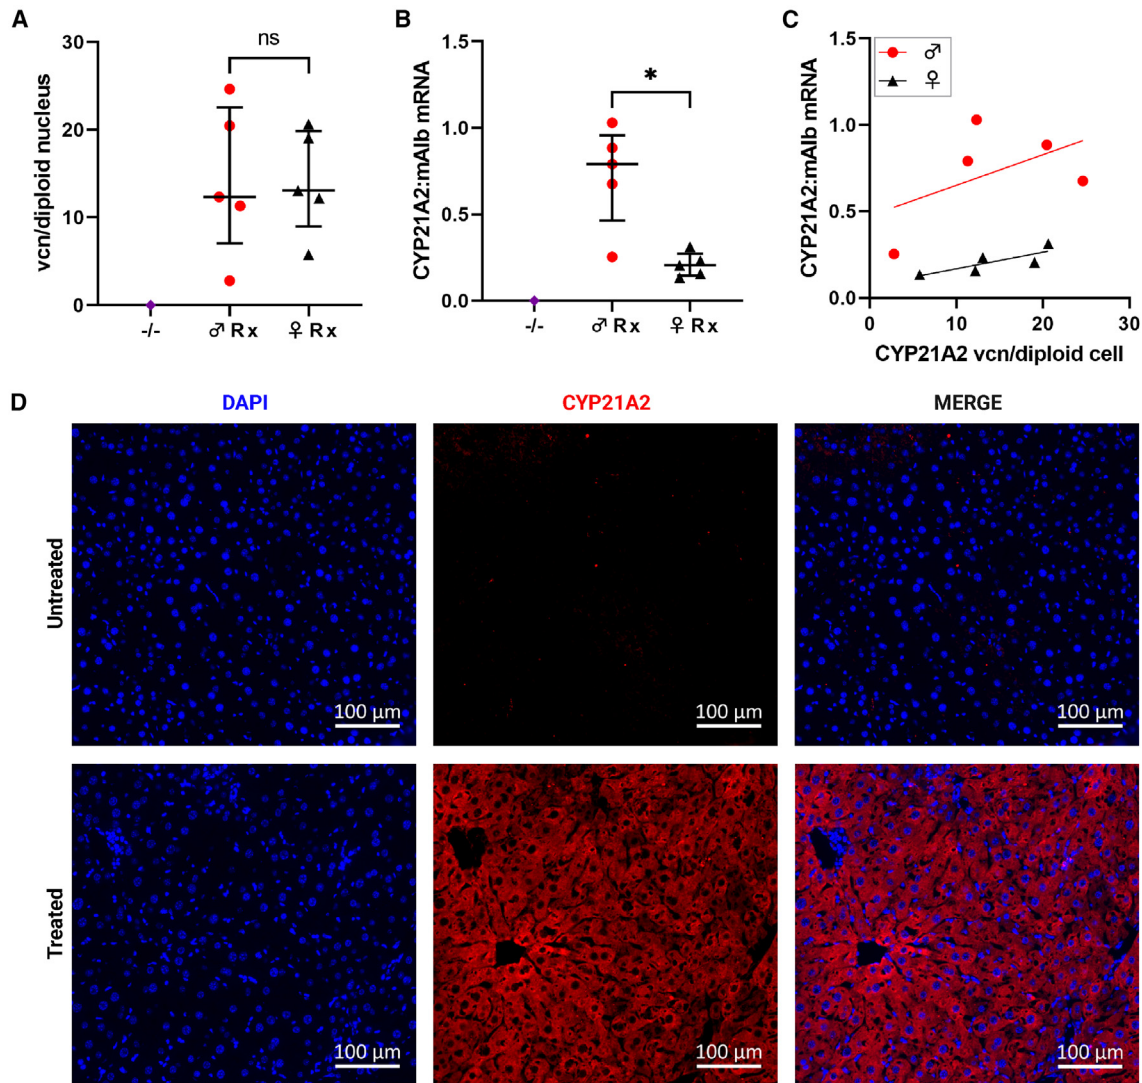 A
30
20
10
0
vcn/diploid nucleus
ns
-/-
♂ Rx
♀ Rx
B
1.5
1.0
0.5
0.0
CYP21A2:mAlb mRNA
*
-/-
♂ Rx
♀ Rx
C
1.5
1.0
0.5
0.0
CYP21A2:mAlb mRNA
♂
♀
0 10 20 30
CYP21A2 vcn/diploid cell
D
DAPI
CYP21A2
MERGE
Untreated
100 μm
100 μm
100 μm
Treated
100 μm
100 μm
100 μm